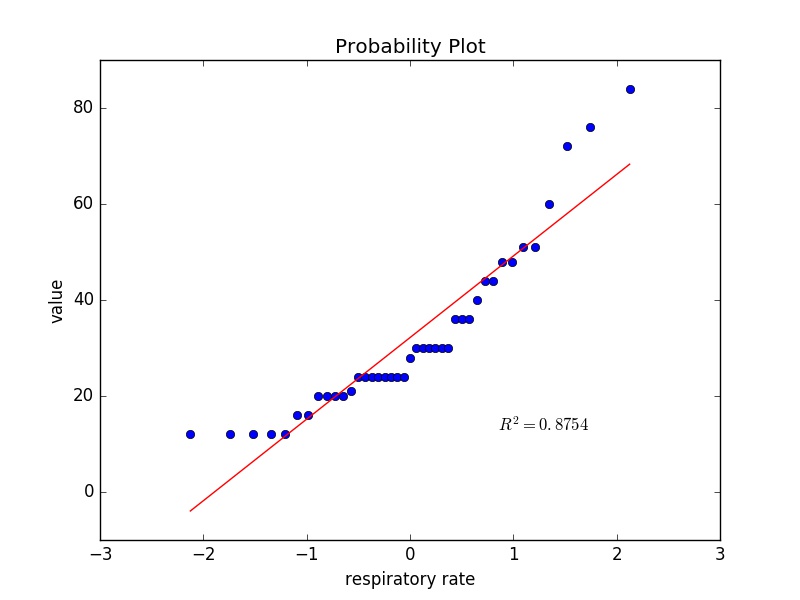 Probability Plot
80
60
40
20
0
value
R² = 0.8754
−3 −2 −1 0 1 2 3
respiratory rate